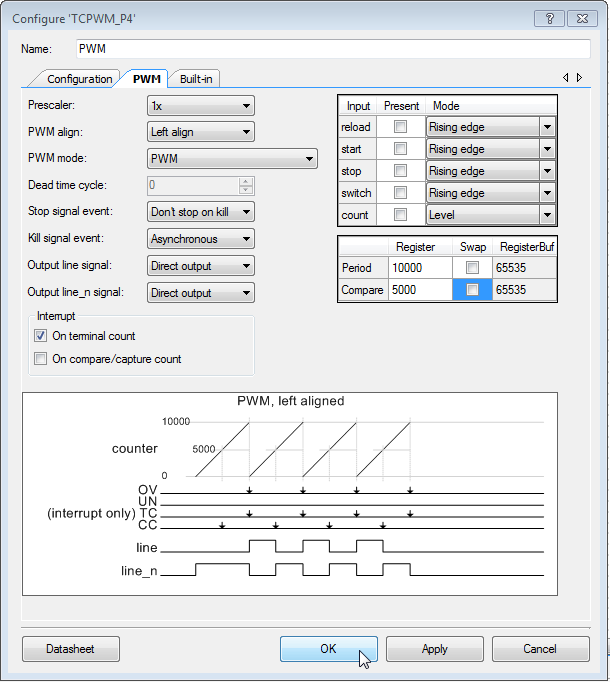 Configure 'TCPWM_P4'
Name: PWM
Configuration PWM Built-in
Prescaler: 1x
PWM align: Left align
PWM mode: PWM
Dead time cycle: 0
Stop signal event: Don't stop on kill
Kill signal event: Asynchronous
Output line signal: Direct output
Output line_n signal: Direct output
Interrupt
On terminal count
On compare/capture count
Input Present Mode
reload Rising edge
start Rising edge
stop Rising edge
switch Rising edge
count Level
Register Swap RegisterBuf
Period 10000 65535
Compare 5000 65535
PWM, left aligned
10000
counter 5000
0
OV
UN
(interrupt only) TC
CC
line
line_n
Datasheet OK Apply Cancel